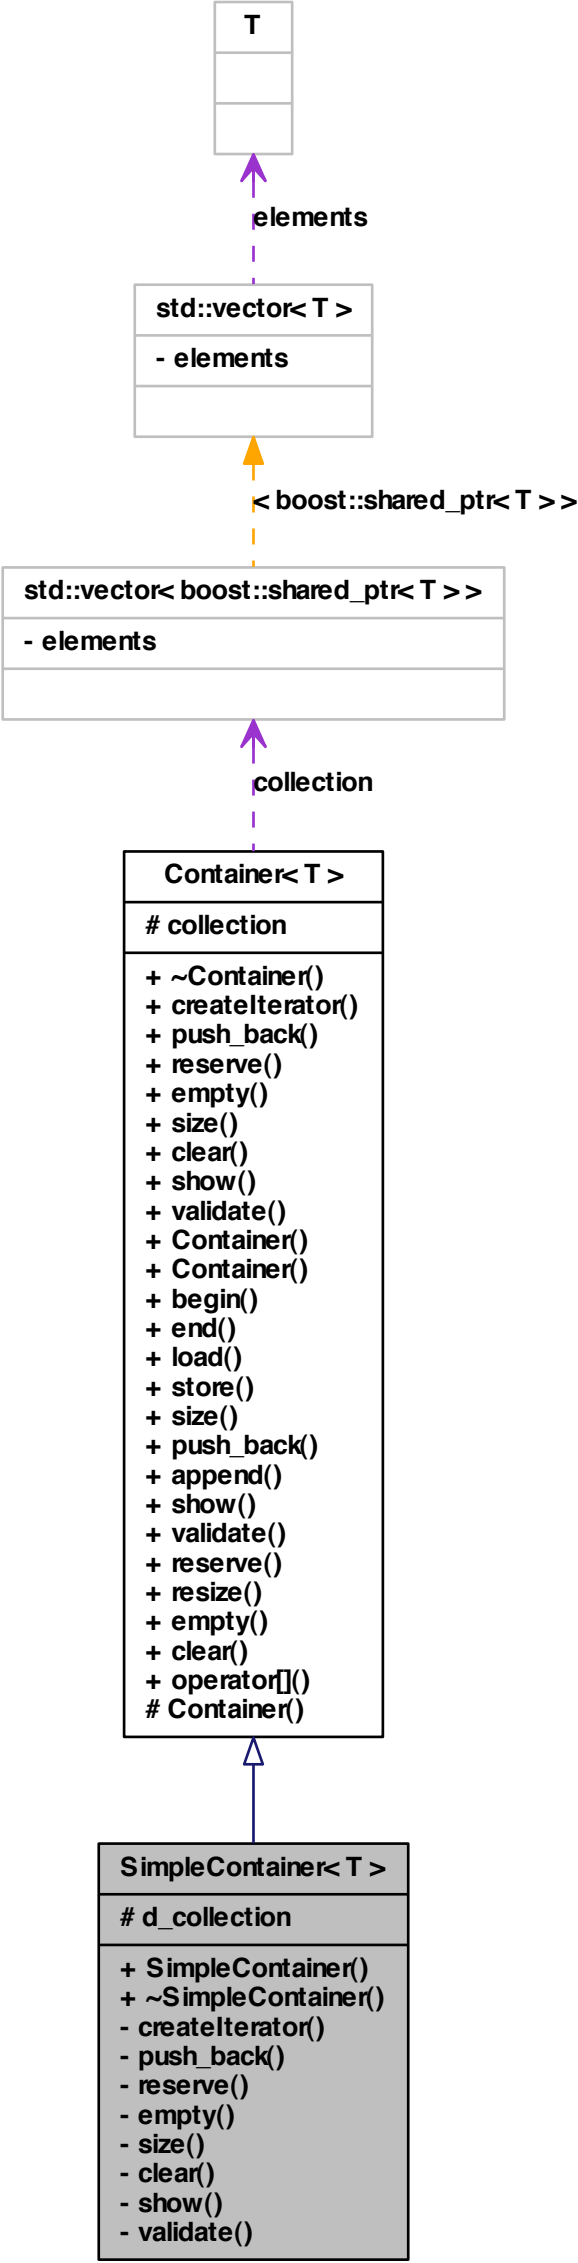 T
elements
std::vector< T >
- elements
< boost::shared_ptr< T > >
std::vector< boost::shared_ptr< T > >
- elements
collection
Container< T >
# collection
+ ~Container()
+ createIterator()
+ push_back()
+ reserve()
+ empty()
+ size()
+ clear()
+ show()
+ validate()
+ Container()
+ Container()
+ begin()
+ end()
+ load()
+ store()
+ size()
+ push_back()
+ append()
+ show()
+ validate()
+ reserve()
+ resize()
+ empty()
+ clear()
+ operator[]()
# Container()
SimpleContainer< T >
# d_collection
+ SimpleContainer()
+ ~SimpleContainer()
- createIterator()
- push_back()
- reserve()
- empty()
- size()
- clear()
- show()
- validate()